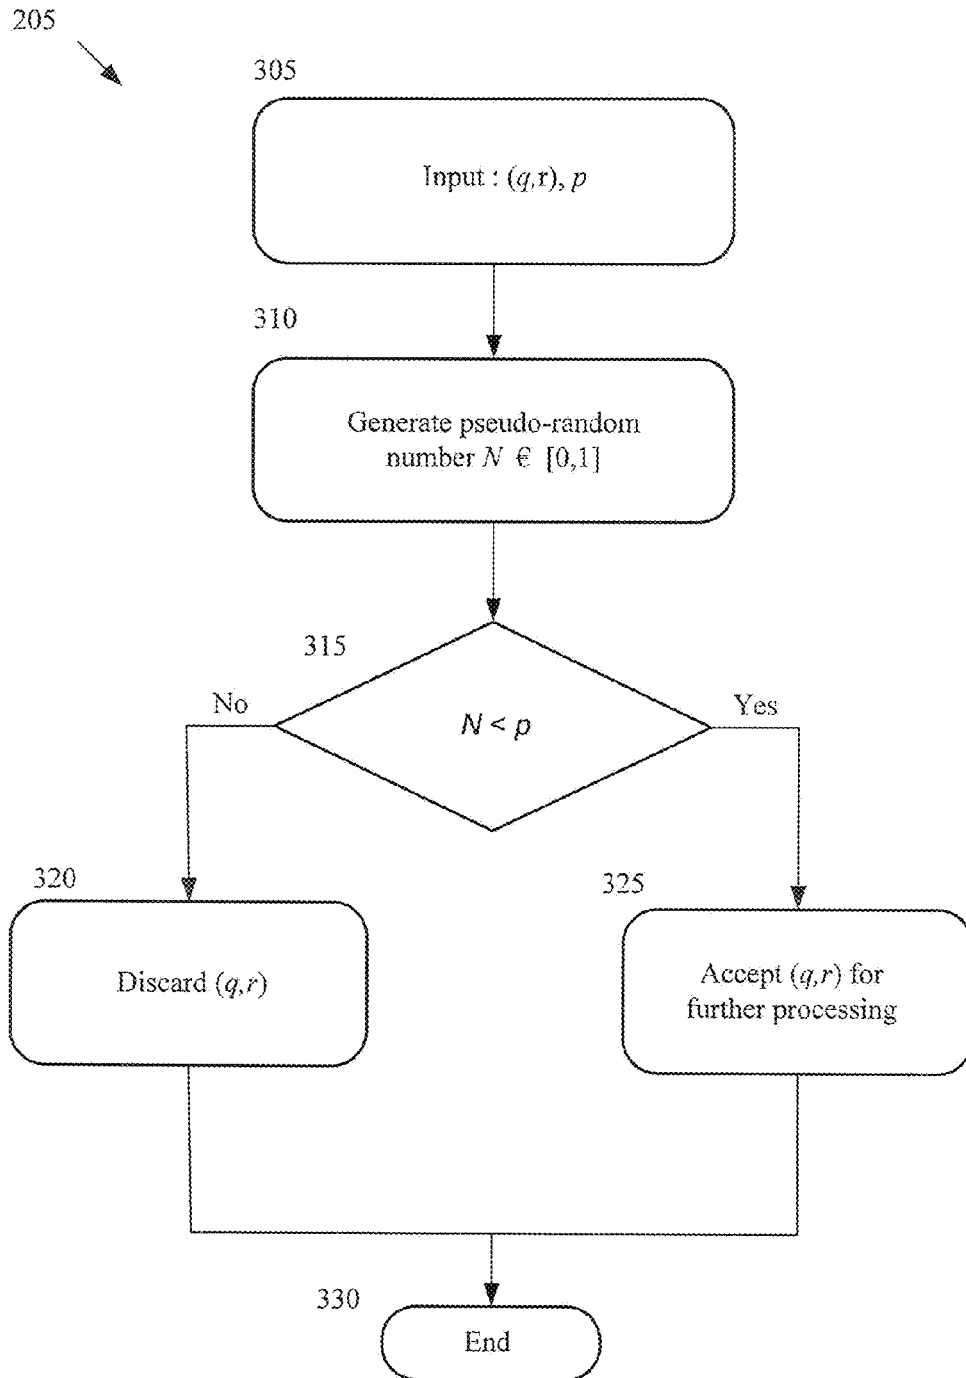 205
305
Input : (q,r), p
310
Generate pseudo-random
number N € [0,1]
315
No
N < p
Yes
320
325
Discard (q,r)
Accept (q,r) for
further processing
330
End